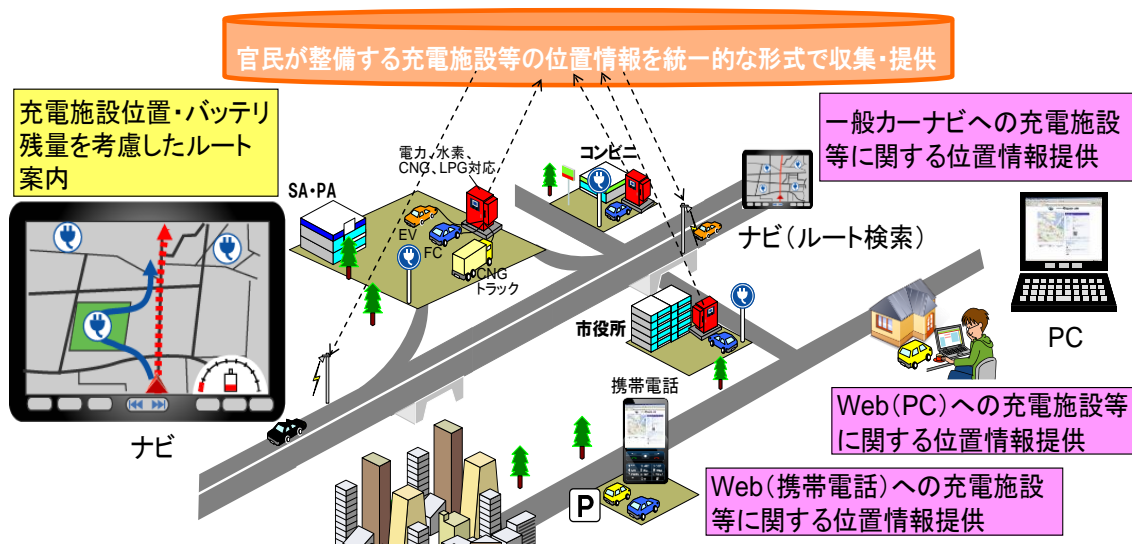 官民が整備する充電施設等の位置情報を統一的な形式で収集・提供
充電施設位置・バッテリ
残量を考慮したルート
案内
一般カーナビへの充電施設
等に関する位置情報提供
電力、水素、
CNG、LPG対応
コンビニ
SA・PA
EV
FC
CNG
トラック
ナビ(ルート検索)
市役所
PC
携帯電話
ナビ
Web(PC)への充電施設等
に関する位置情報提供
P
Web(携帯電話)への充電施設
等に関する位置情報提供